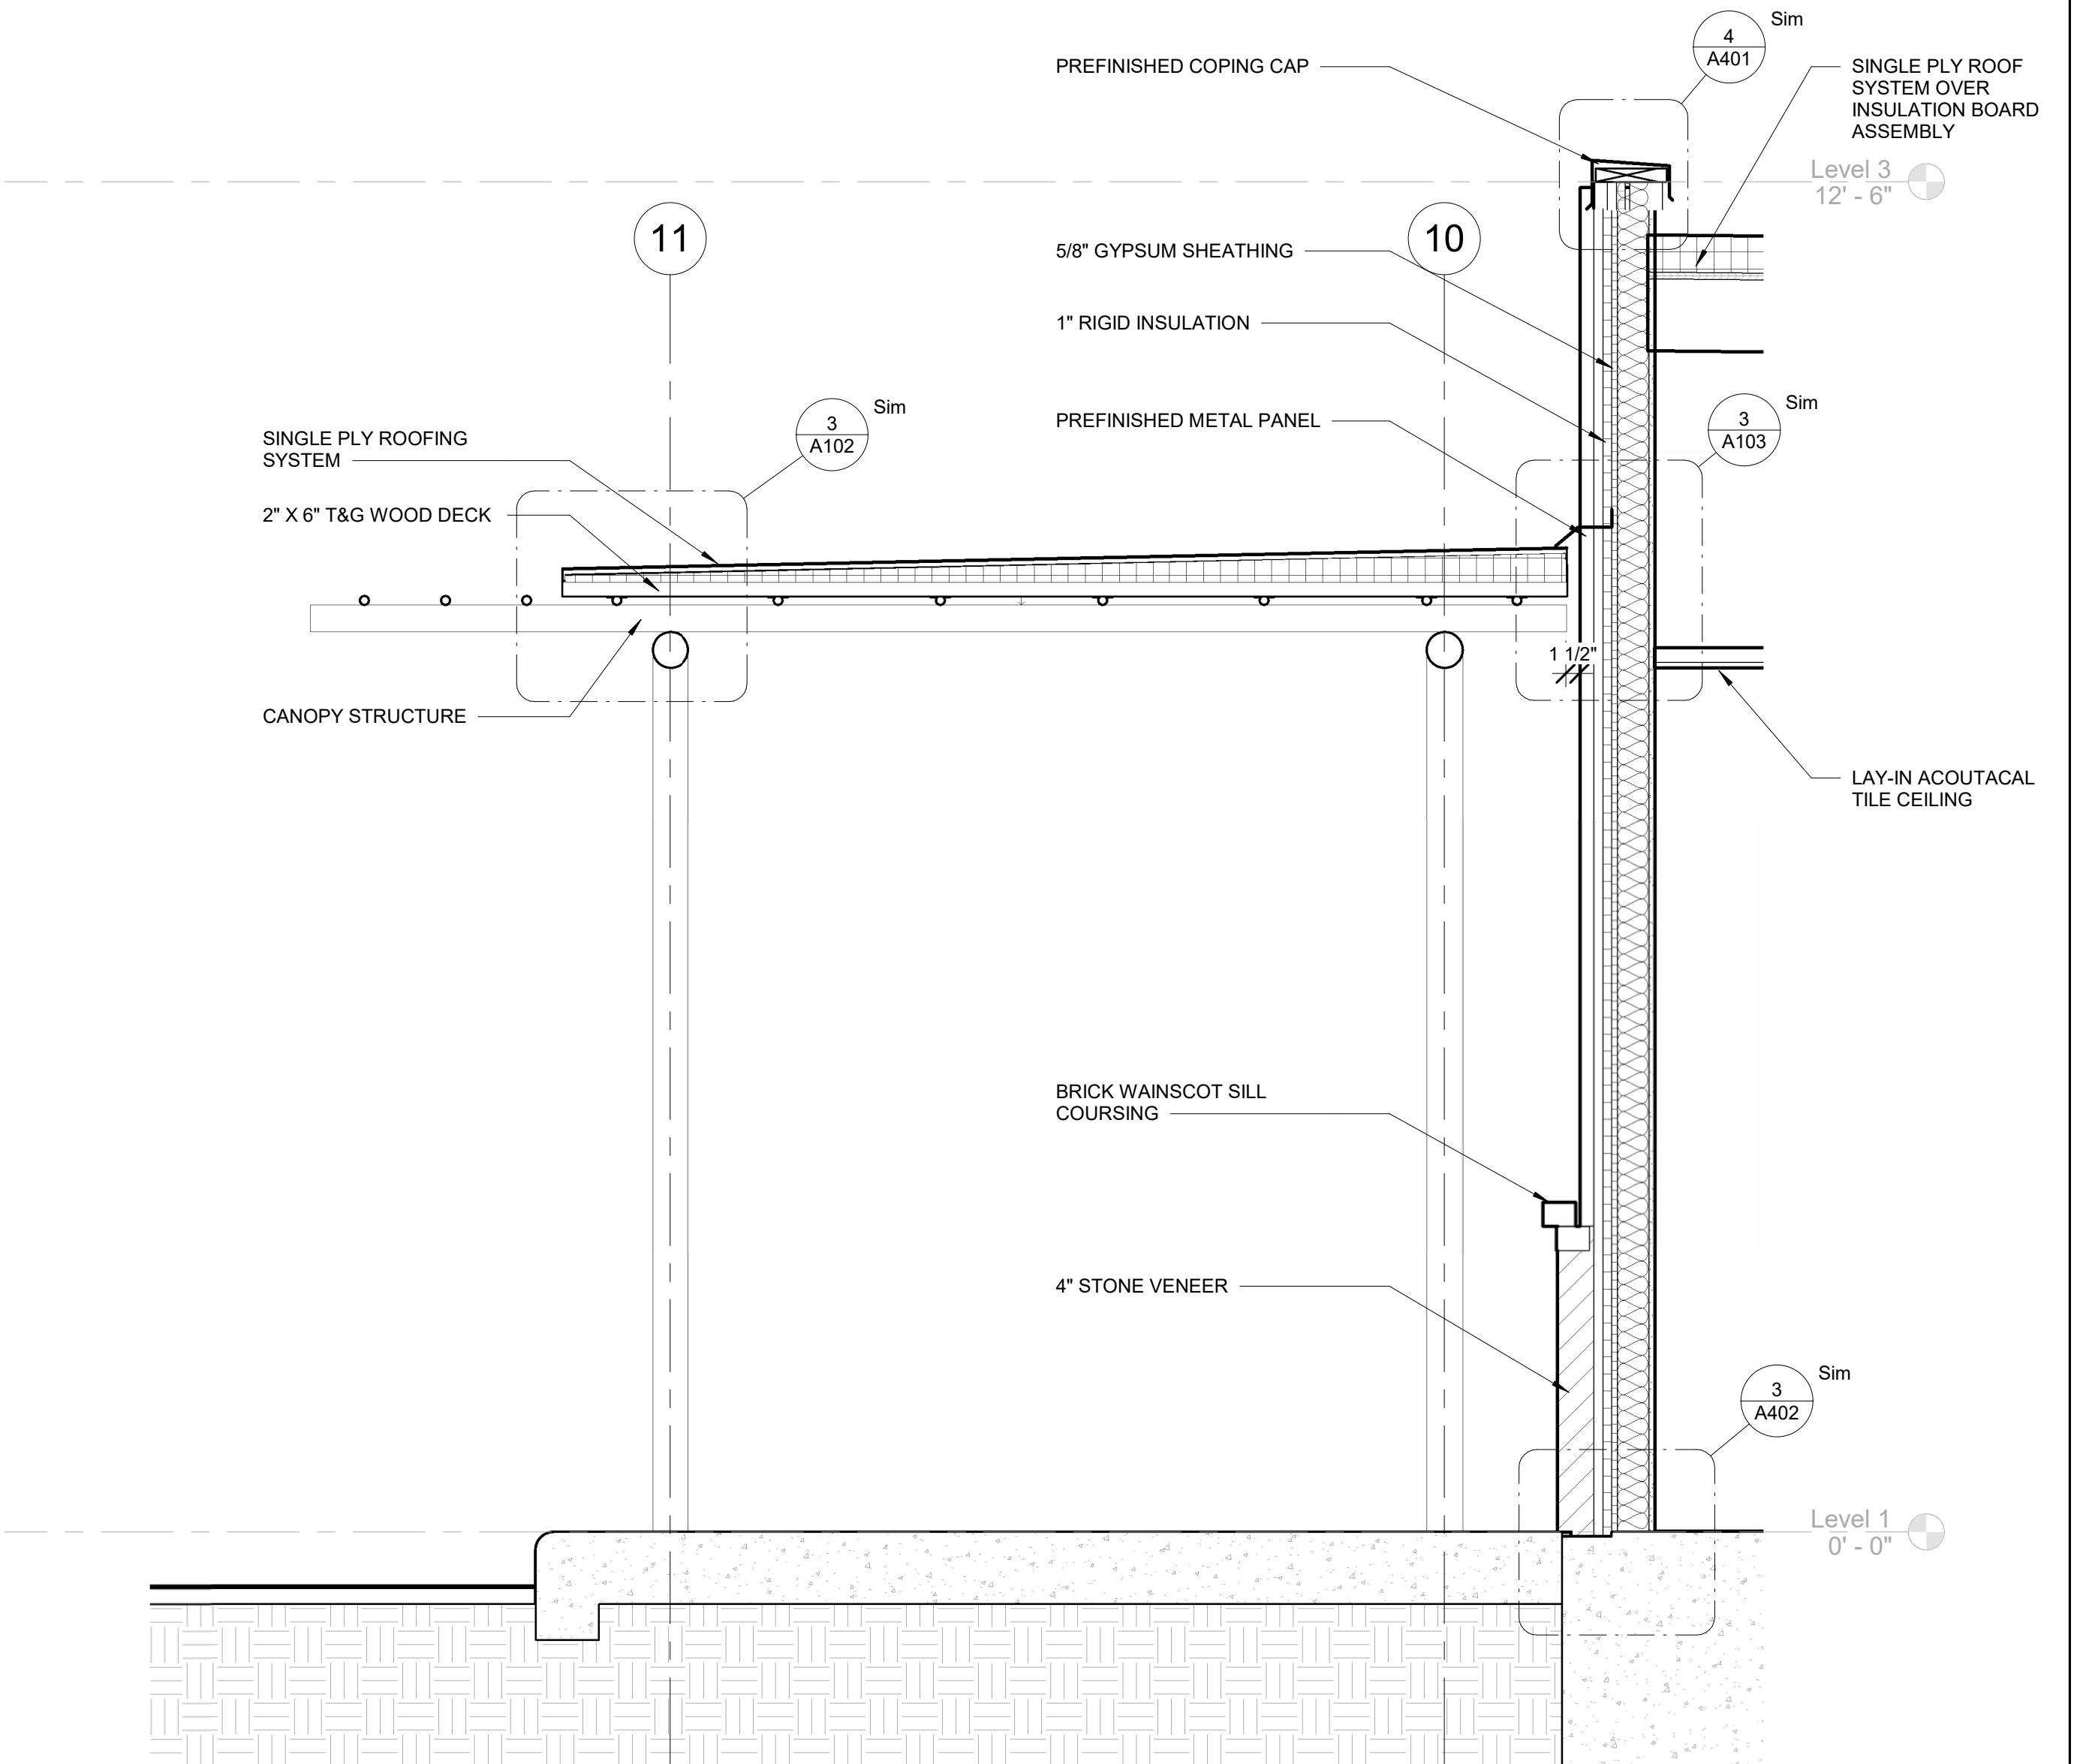 4
A401
Sim
PREFINISHED COPING CAP
SINGLE PLY ROOF
SYSTEM OVER
INSULATION BOARD
ASSEMBLY
Level 3
12' - 6"
11
10
5/8" GYPSUM SHEATHING
1" RIGID INSULATION
3
A102
Sim
3
A103
Sim
PREFINISHED METAL PANEL
SINGLE PLY ROOFING
SYSTEM
2" X 6" T&G WOOD DECK
1 1/2"
CANOPY STRUCTURE
LAY-IN ACOUTACAL
TILE CEILING
BRICK WAINSCOT SILL
COURSING
4" STONE VENEER
3
A402
Sim
Level 1
0' - 0"